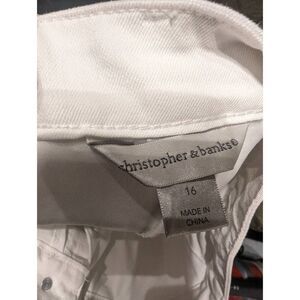 christopher & banks®
16
MADE IN
CHINA